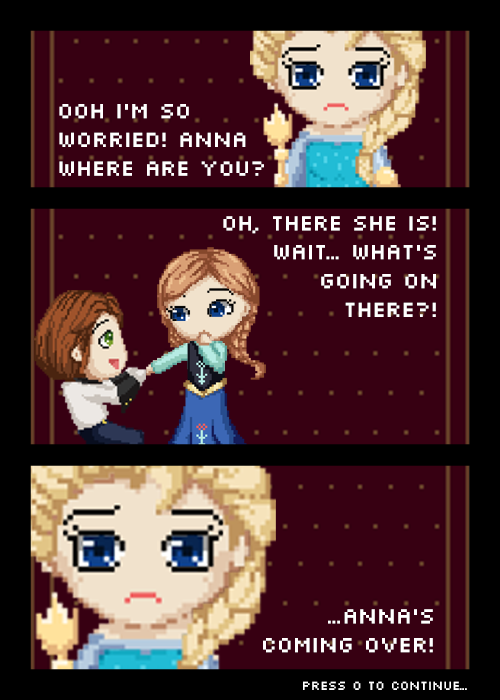 OOH I'M SO
WORRIED! ANNA
WHERE ARE YOU?
OH, THERE SHE IS!
WAIT... WHAT'S
GOING ON
THERE?!
...ANNA'S
COMING OVER!
PRESS O TO CONTINUE...